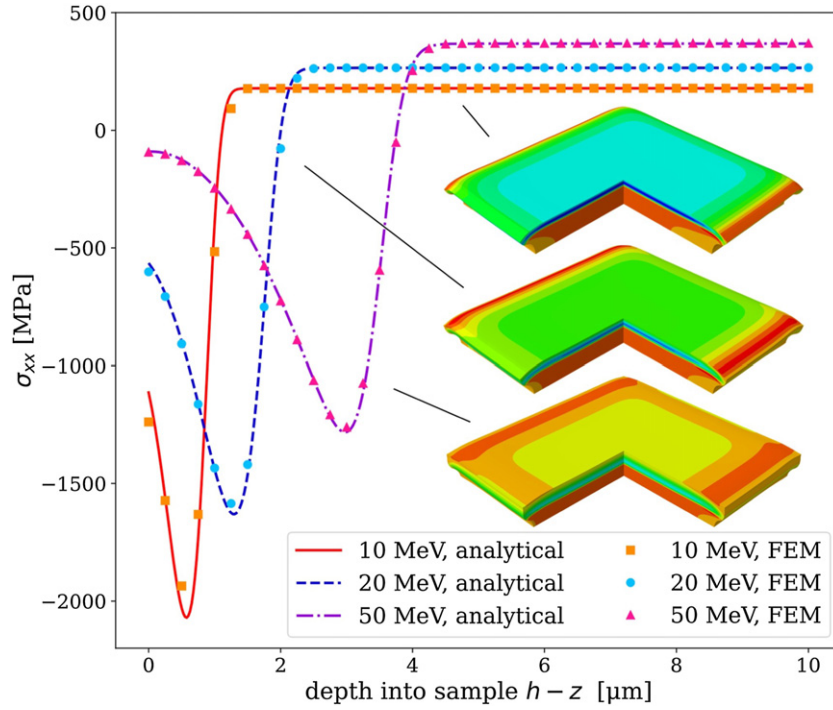 500
0
−500
−1000
−1500
−2000
σxx [MPa]
10 MeV, analytical
20 MeV, analytical
50 MeV, analytical
10 MeV, FEM
20 MeV, FEM
50 MeV, FEM
0 2 4 6 8 10
depth into sample h − z [μm]